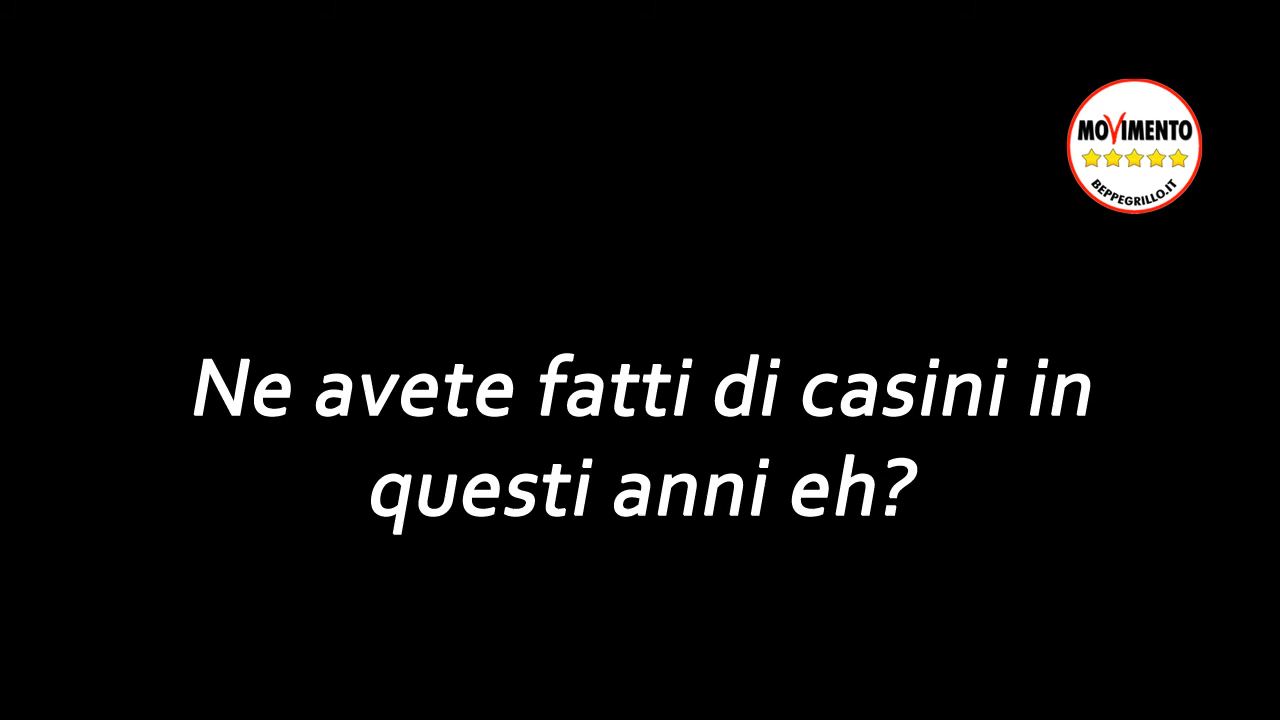 MOVIMENTO
BEPPEGRILLO.IT
Ne avete fatti di casini in
questi anni eh?